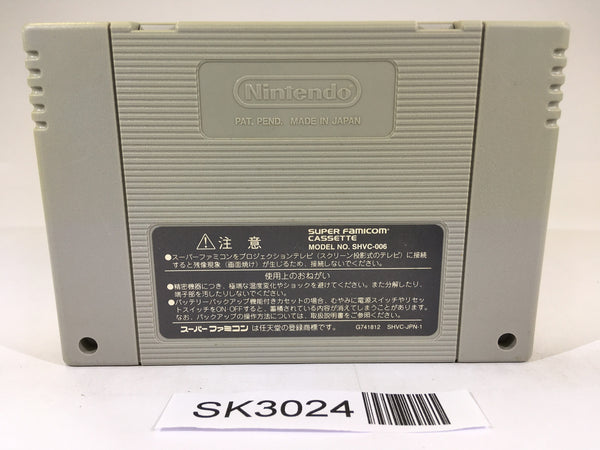 Nintendo
PAT. PEND. MADE IN JAPAN
注意
SUPER FAMICOM
CASSETTE
MODEL NO. SHVC-006
●スーパーファミコンをプロジェクションテレビ（スクリーン投影式のテレビ）に接続
すると残像現象（画面焼け）が生じるため、接続しないでください。
使用上のおねがい
●精密機器につき、極端な温度変化やショックを避けてください。また分解したり、
端子部を汚したりしないでください。
●バッテリーバックアップ機能付きカセットの場合、むやみに電源スイッチやリセ
ットスイッチをON OFFすると、蓄積されている内容が消えてしまうことがあります。
なお、バックアップの操作方法については、取扱説明書をご参照ください。
スーパーファミコン は任天堂の登録商標です。
G741812 SHVC-JPN-1
SK3024